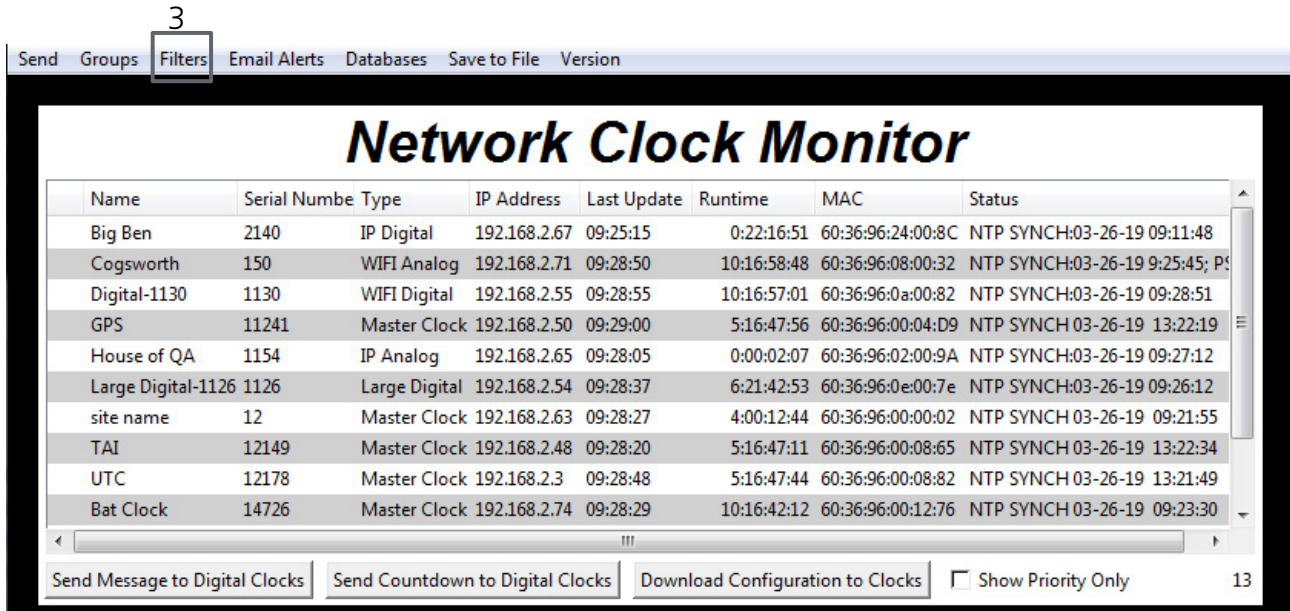 3
Send Groups Filters Email Alerts Databases Save to File Version
Network Clock Monitor
Name Serial Numbe Type IP Address Last Update Runtime MAC Status
Big Ben 2140 IP Digital 192.168.2.67 09:25:15 0:22:16:51 60:36:96:24:00:8C NTP SYNCH:03-26-19 09:11:48
Cogsworth 150 WIFI Analog 192.168.2.71 09:28:50 10:16:58:48 60:36:96:08:00:32 NTP SYNCH:03-26-19 9:25:45; PS
Digital-1130 1130 WIFI Digital 192.168.2.55 09:28:55 10:16:57:01 60:36:96:0a:00:82 NTP SYNCH:03-26-19 09:28:51
GPS 11241 Master Clock 192.168.2.50 09:29:00 5:16:47:56 60:36:96:00:04:D9 NTP SYNCH 03-26-19 13:22:19
House of QA 1154 IP Analog 192.168.2.65 09:28:05 0:00:02:07 60:36:96:02:00:9A NTP SYNCH:03-26-19 09:27:12
Large Digital-1126 1126 Large Digital 192.168.2.54 09:28:37 6:21:42:53 60:36:96:0e:00:7e NTP SYNCH:03-26-19 09:26:12
site name 12 Master Clock 192.168.2.63 09:28:27 4:00:12:44 60:36:96:00:00:02 NTP SYNCH 03-26-19 09:21:55
TAI 12149 Master Clock 192.168.2.48 09:28:20 5:16:47:11 60:36:96:00:08:65 NTP SYNCH 03-26-19 13:22:34
UTC 12178 Master Clock 192.168.2.3 09:28:48 5:16:47:44 60:36:96:00:08:82 NTP SYNCH 03-26-19 13:21:49
Bat Clock 14726 Master Clock 192.168.2.74 09:28:29 10:16:42:12 60:36:96:00:12:76 NTP SYNCH 03-26-19 09:23:30
Send Message to Digital Clocks Send Countdown to Digital Clocks Download Configuration to Clocks Show Priority Only 13